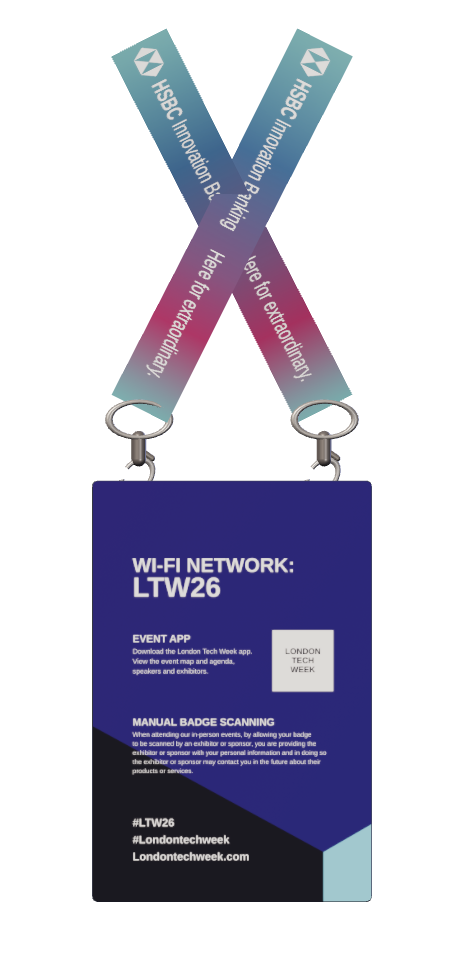 HSBC Innovation B
HSBC Innovation Banking
Here for extraordinary.
ere for extraordinary.
WI-FI NETWORK:
LTW26
EVENT APP
Download the London Tech Week app.
View the event map and agenda,
speakers and exhibitors.
LONDON
TECH
WEEK
MANUAL BADGE SCANNING
When attending our in-person events, by allowing your badge
to be scanned by an exhibitor or sponsor, you are providing the
exhibitor or sponsor with your personal information and in doing so
the exhibitor or sponsor may contact you in the future about their
products or services.
#LTW26
#Londontechweek
Londontechweek.com